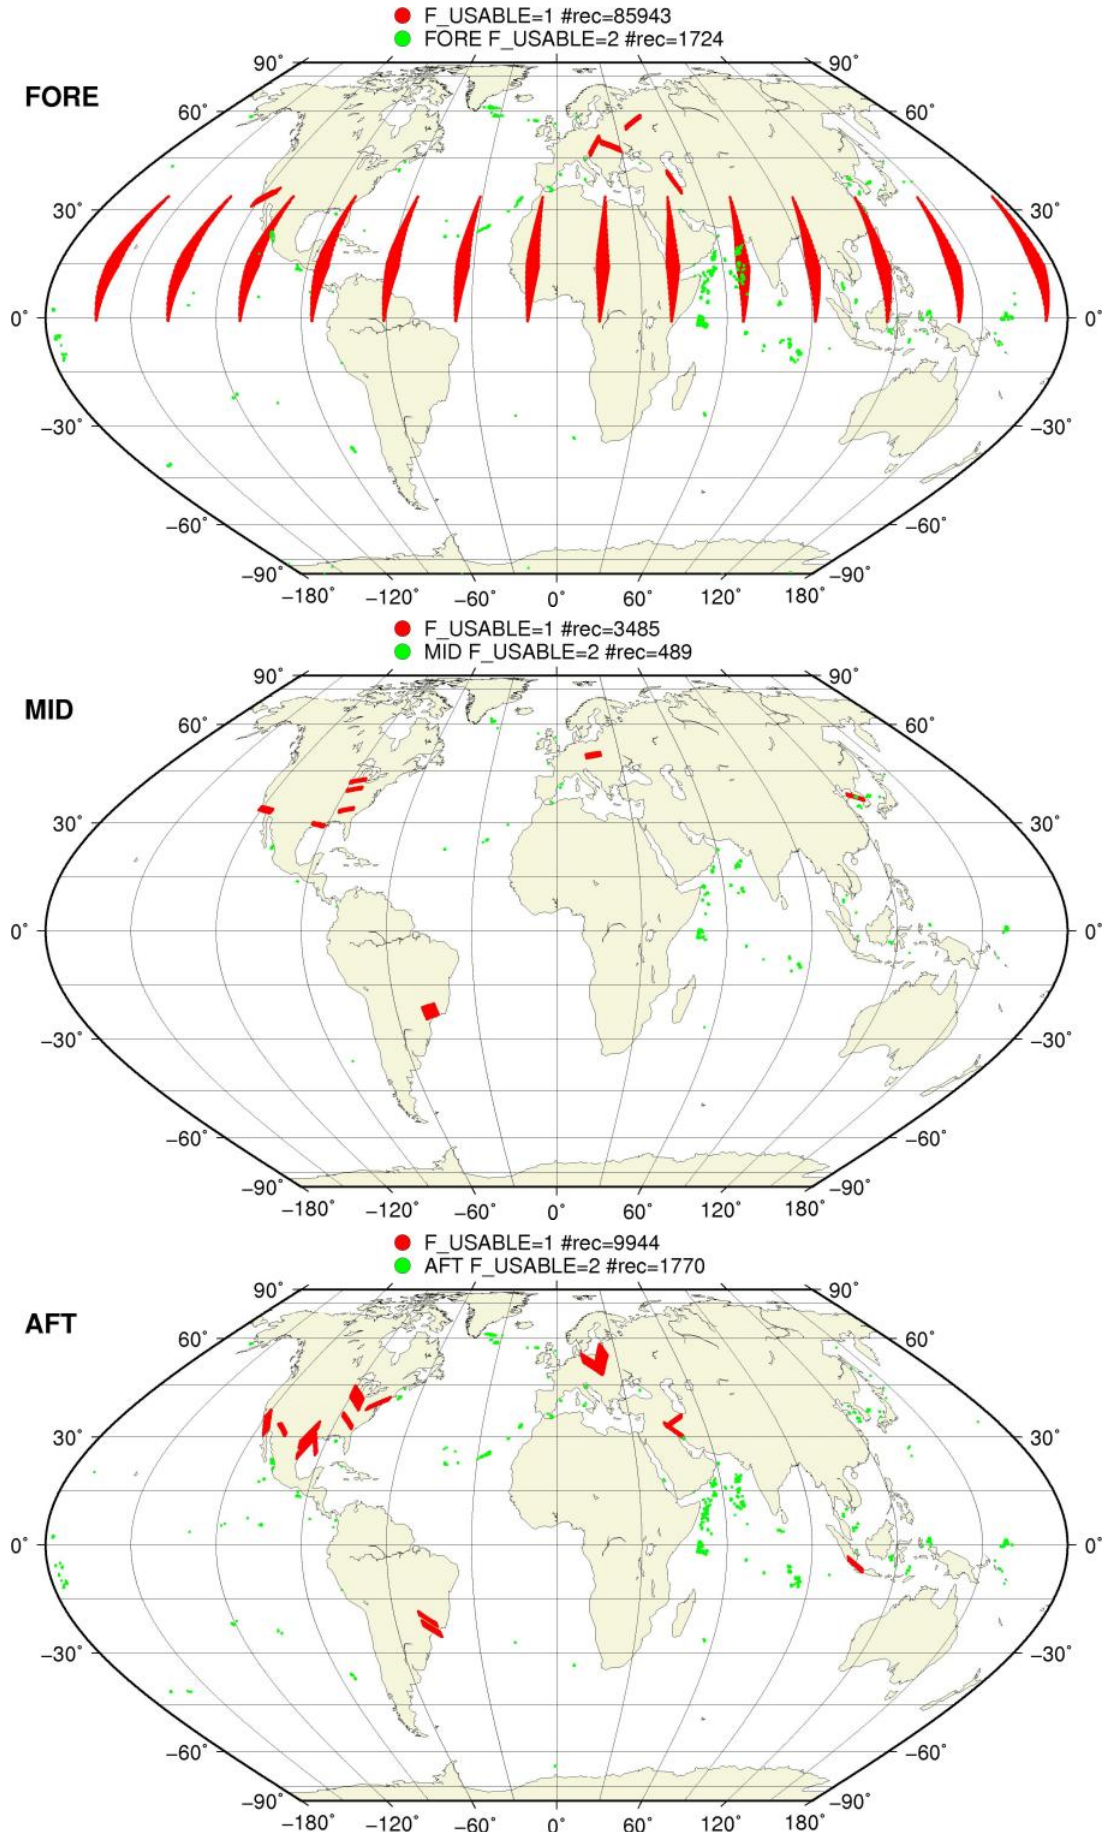 F_USABLE=1 #rec=85943
FORE F_USABLE=2 #rec=1724
FORE
90° 90°
60° 60°
30° 30°
0° 0°
−30° −30°
−60° −60°
−90° −90°
−180° −120° −60° 0° 60° 120° 180°
F_USABLE=1 #rec=3485
MID F_USABLE=2 #rec=489
MID
90° 90°
60° 60°
30° 30°
0° 0°
−30° −30°
−60° −60°
−90° −90°
−180° −120° −60° 0° 60° 120° 180°
F_USABLE=1 #rec=9944
AFT F_USABLE=2 #rec=1770
AFT
90° 90°
60° 60°
30° 30°
0° 0°
−30° −30°
−60° −60°
−90° −90°
−180° −120° −60° 0° 60° 120° 180°